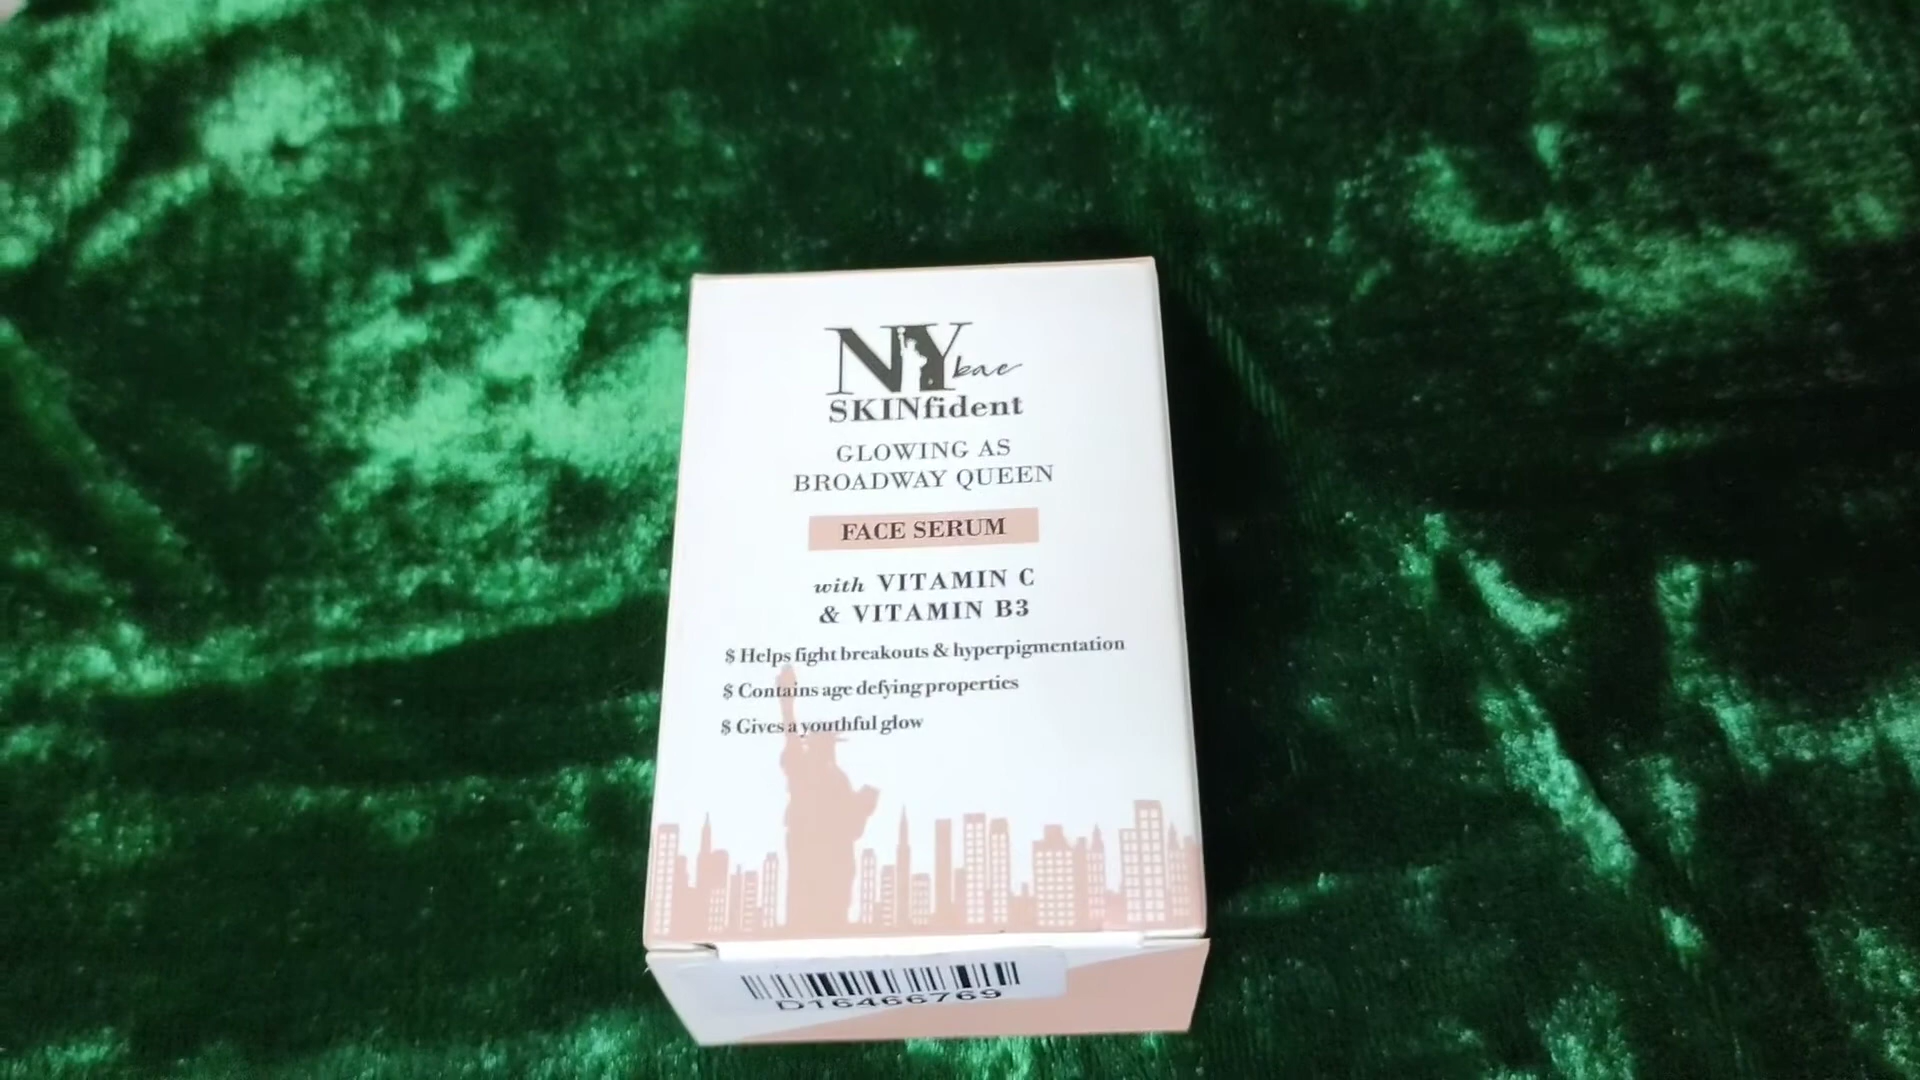 NY bae
SKINfident
GLOWING AS
BROADWAY QUEEN
FACE SERUM
with VITAMIN C
& VITAMIN B3
$ Helps fight breakouts & hyperpigmentation
$ Contains age defying properties
$ Gives a youthful glow
D16466769